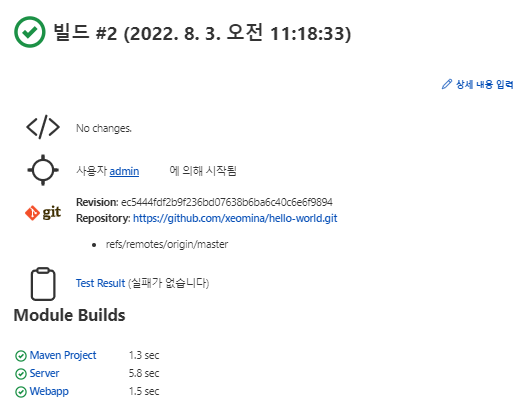 빌드 #2 (2022. 8. 3. 오전 11:18:33)
상세 내용 입력
No changes.
사용자 admin 에 의해 시작됨
git
Revision: ec5444fdf2b9f236bd07638b6ba6c40c6e6f9894
Repository: https://github.com/xeomina/hello-world.git
refs/remotes/origin/master
Test Result (실패가 없습니다)
Module Builds
Maven Project 1.3 sec
Server 5.8 sec
Webapp 1.5 sec